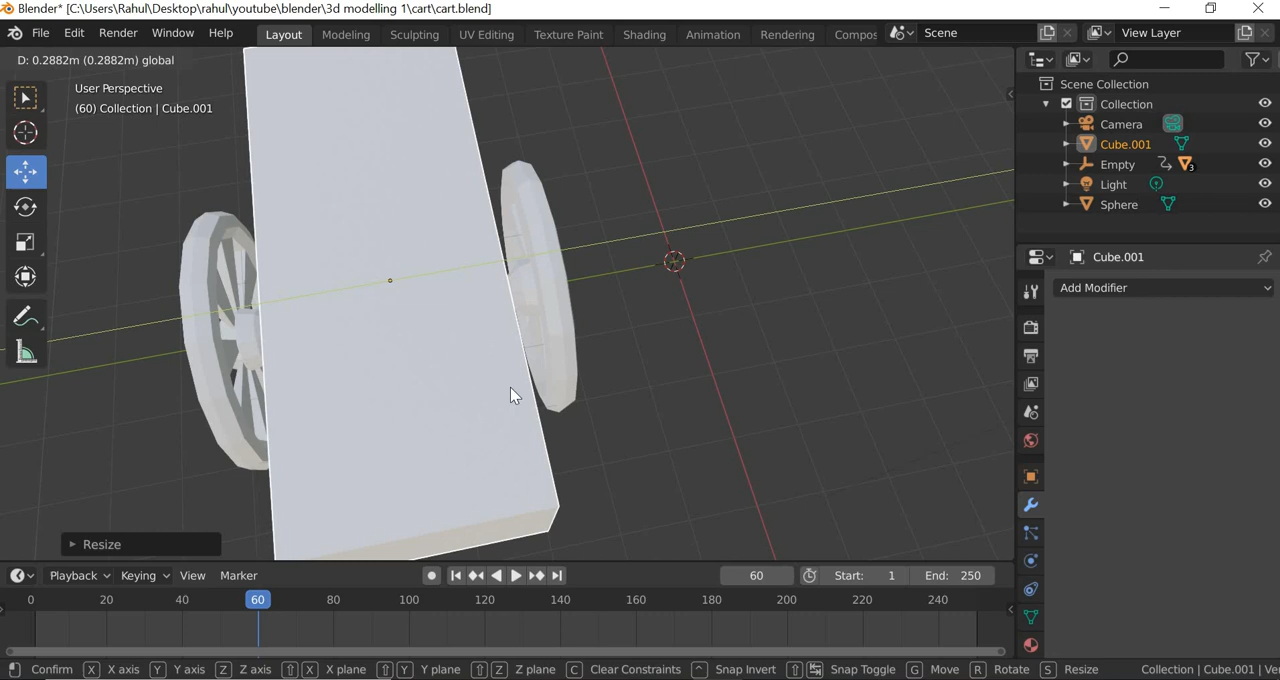 Blender* [C:\Users\Rahul\Desktop\rahul\youtube\blender\3d modelling 1\cart\cart.blend]
File Edit Render Window Help Layout Modeling Sculpting UV Editing Texture Paint Shading Animation Rendering Compos Scene View Layer
D: 0.2882m (0.2882m) global
User Perspective
(60) Collection | Cube.001
Scene Collection
Collection
Camera
Cube.001
Empty 3
Light
Sphere
Cube.001
Add Modifier
Resize
Playback Keying View Marker 60 Start: 1 End: 250
0 20 40 60 80 100 120 140 160 180 200 220 240
Confirm X X axis Y Y axis Z Z axis X X plane Y Y plane Z Z plane C Clear Constraints ^ Snap Invert Snap Toggle G Move R Rotate S Resize Collection | Cube.001 | Ve